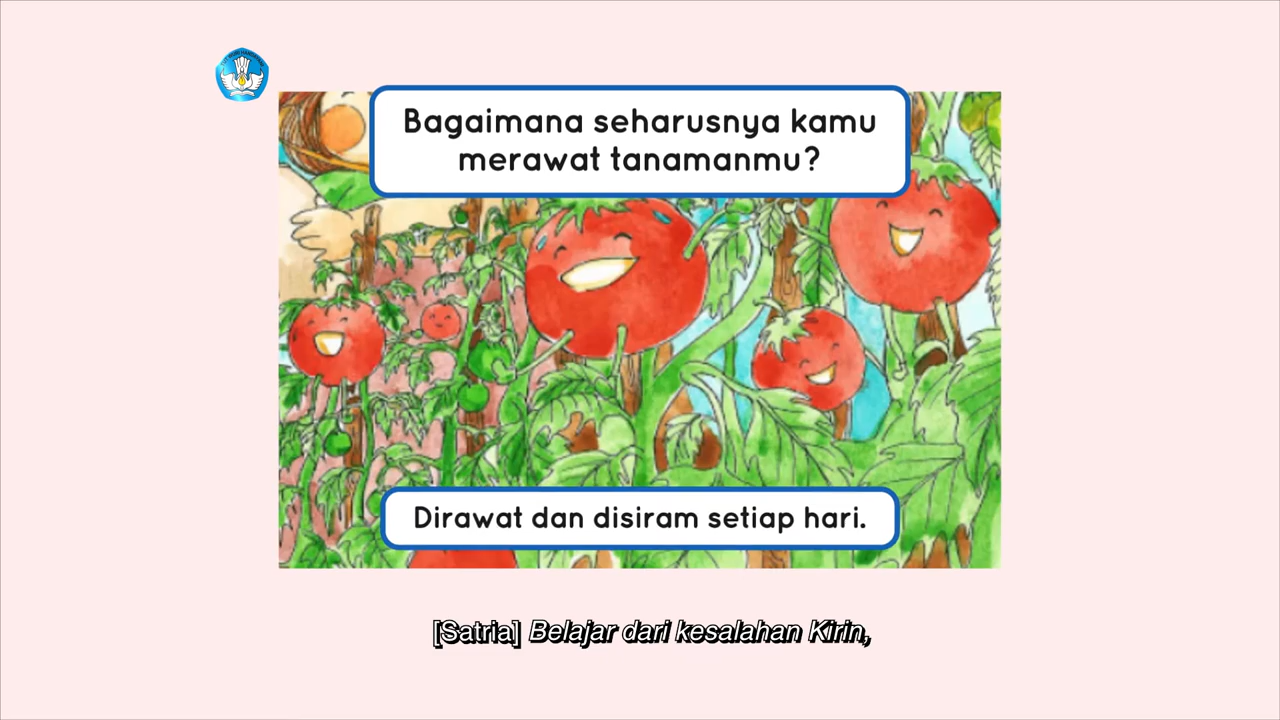 Bagaimana seharusnya kamu
merawat tanamanmu?
Dirawat dan disiram setiap hari.
[Satria] Belajar dari kesalahan Kirin,